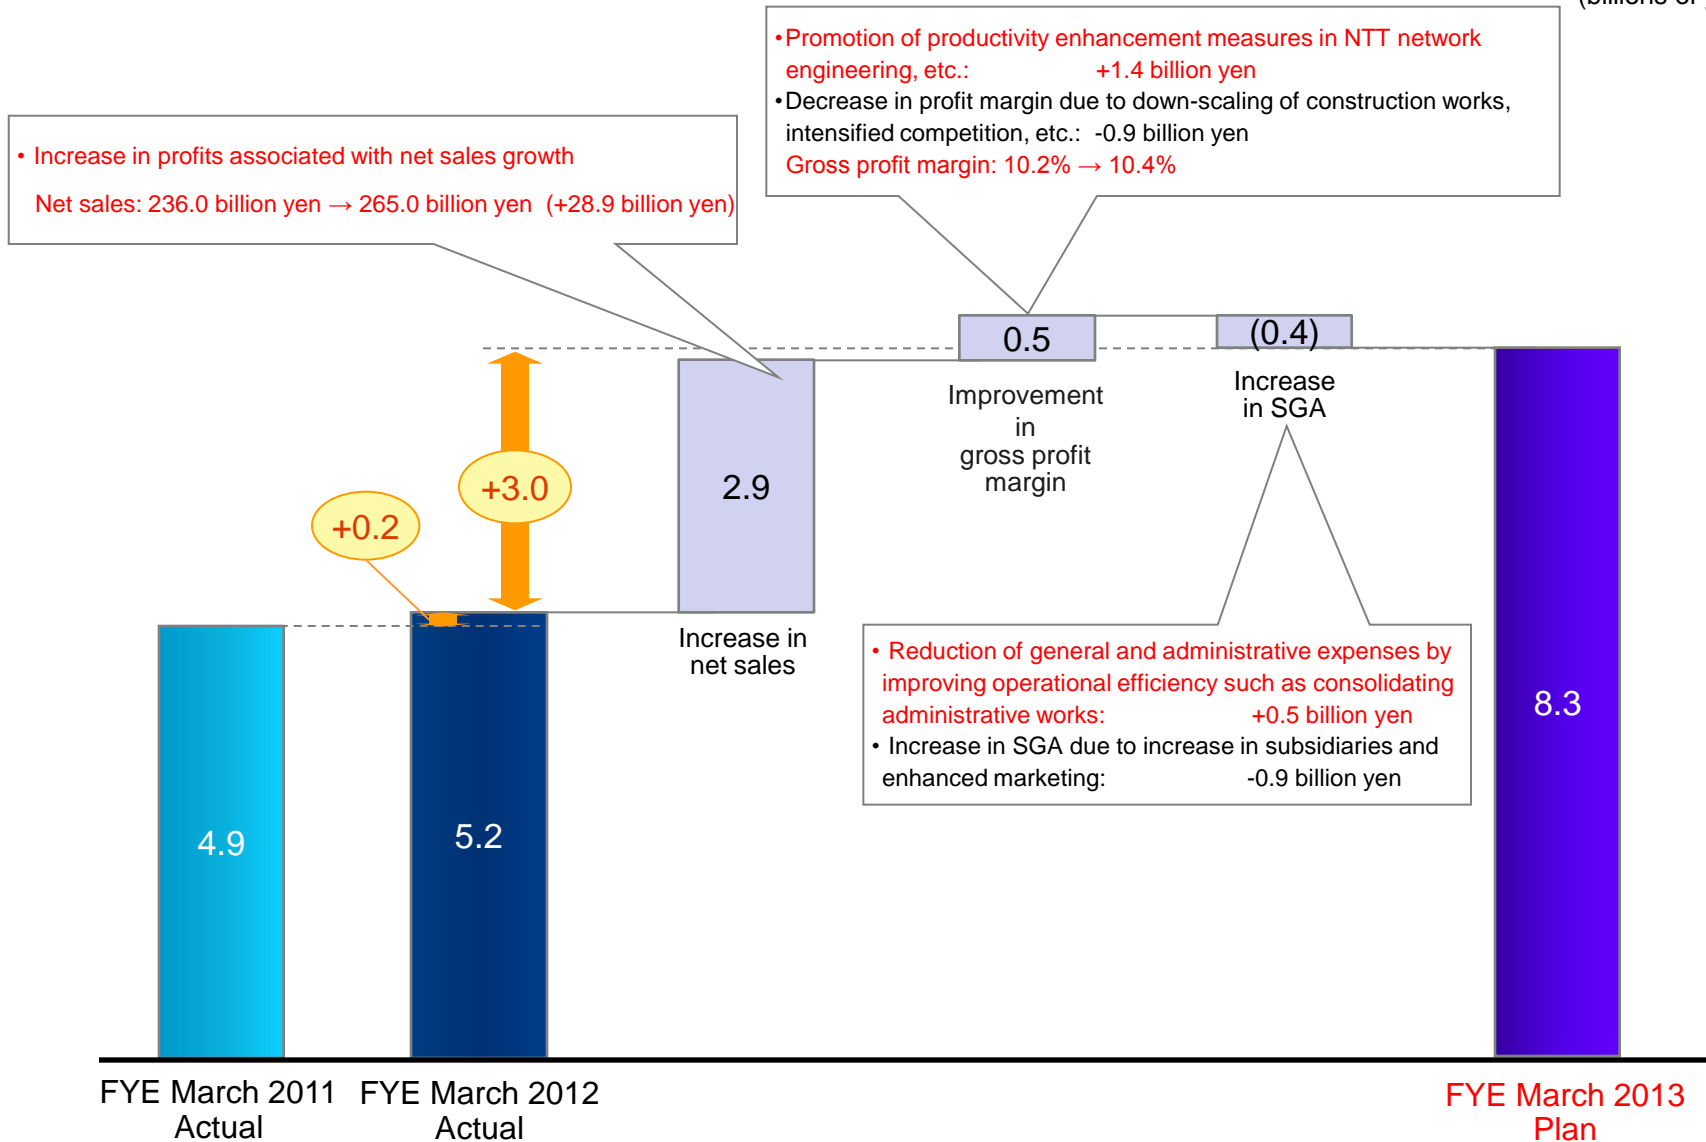 (billions of
•Promotion of productivity enhancement measures in NTT network
engineering, etc.: +1.4 billion yen
•Decrease in profit margin due to down-scaling of construction works,
intensified competition, etc.: -0.9 billion yen
Gross profit margin: 10.2% → 10.4%
• Increase in profits associated with net sales growth
Net sales: 236.0 billion yen → 265.0 billion yen (+28.9 billion yen)
0.5
(0.4)
Improvement
in
gross profit
margin
Increase
in SGA
2.9
+3.0
+0.2
Increase in
net sales
• Reduction of general and administrative expenses by
improving operational efficiency such as consolidating
administrative works: +0.5 billion yen
• Increase in SGA due to increase in subsidiaries and
enhanced marketing: -0.9 billion yen
8.3
4.9
5.2
FYE March 2011
Actual
FYE March 2012
Actual
FYE March 2013
Plan